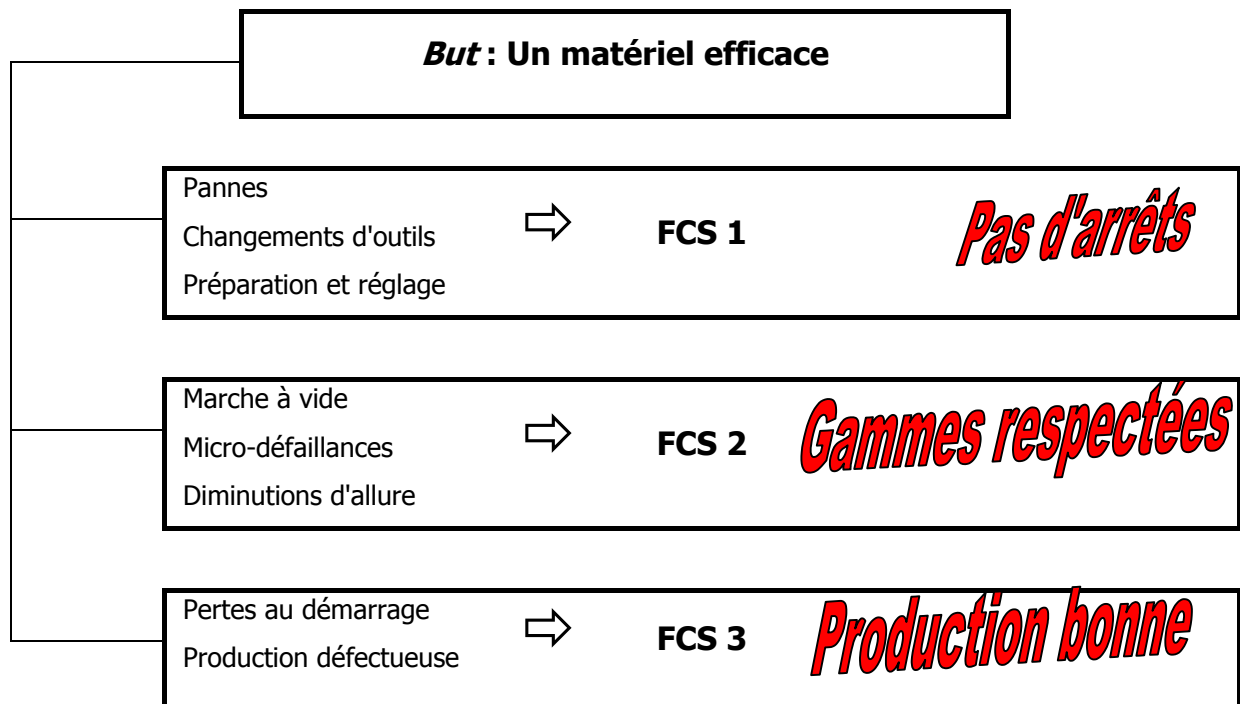 But : Un matériel efficace
Pannes
Changements d'outils
Préparation et réglage
⇨
FCS 1
Pas d'arrêts
Marche à vide
Micro-défaillances
Diminutions d'allure
⇨
FCS 2
Gammes respectées
Pertes au démarrage
Production défectueuse
⇨
FCS 3
Production bonne